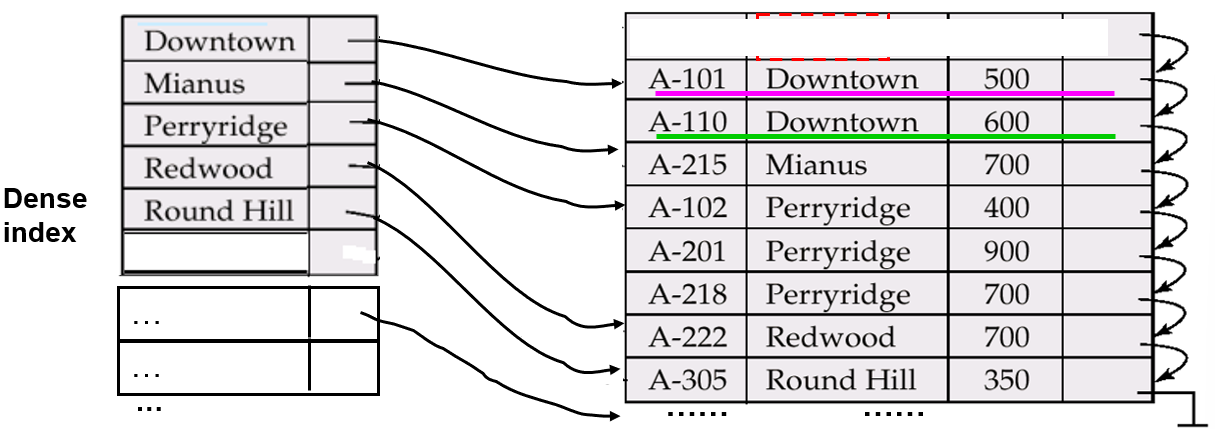 Downtown
Mianus
Perryridge
Redwood
Round Hill
Dense
index
...
...
...
A-101 Downtown 500
A-110 Downtown 600
A-215 Mianus 700
A-102 Perryridge 400
A-201 Perryridge 900
A-218 Perryridge 700
A-222 Redwood 700
A-305 Round Hill 350
...... ......